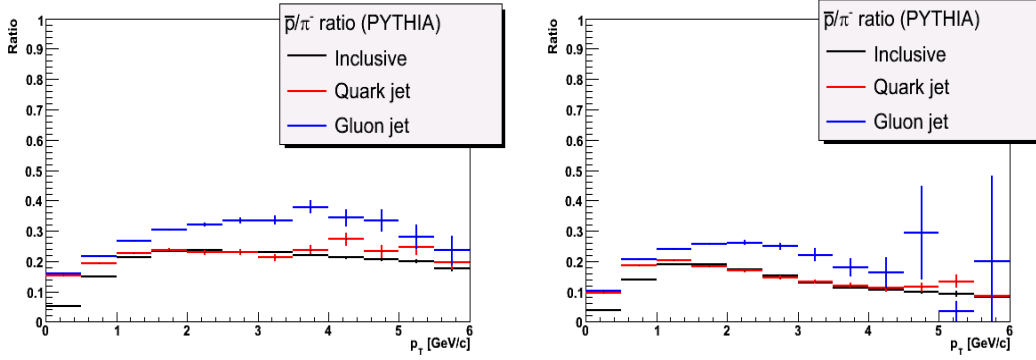 Ratio
1
0.9
0.8
0.7
0.6
0.5
0.4
0.3
0.2
0.1
0
0 1 2 3 4 5 6
p_T [GeV/c]
p̅/π⁻ ratio (PYTHIA)
Inclusive
Quark jet
Gluon jet
Ratio
1
0.9
0.8
0.7
0.6
0.5
0.4
0.3
0.2
0.1
0
0 1 2 3 4 5 6
p_T [GeV/c]
p̅/π⁻ ratio (PYTHIA)
Inclusive
Quark jet
Gluon jet